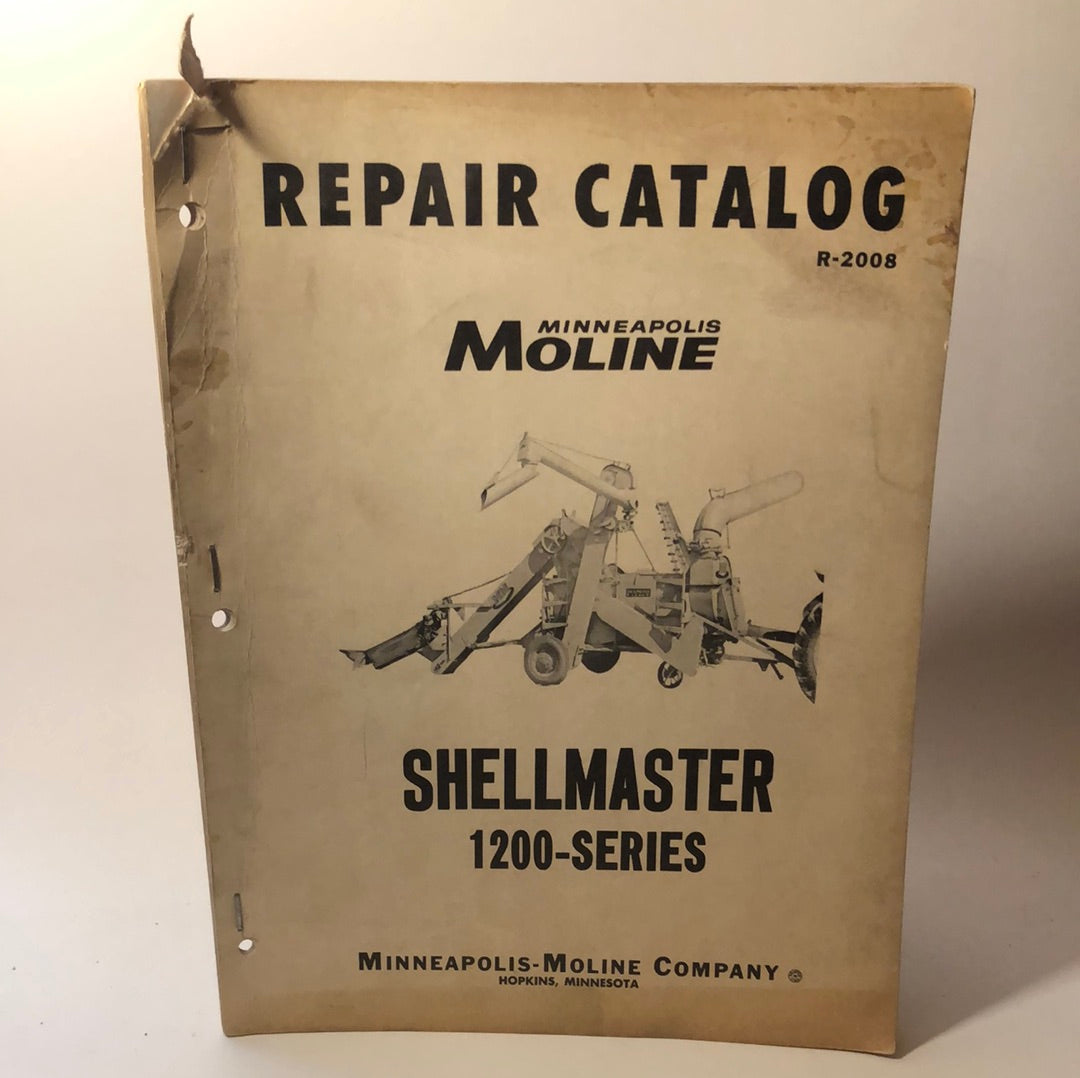 REPAIR CATALOG
R-2008
MINNEAPOLIS
MOLINE
SHELLMASTER
1200-SERIES
MINNEAPOLIS-MOLINE COMPANY
HOPKINS, MINNESOTA